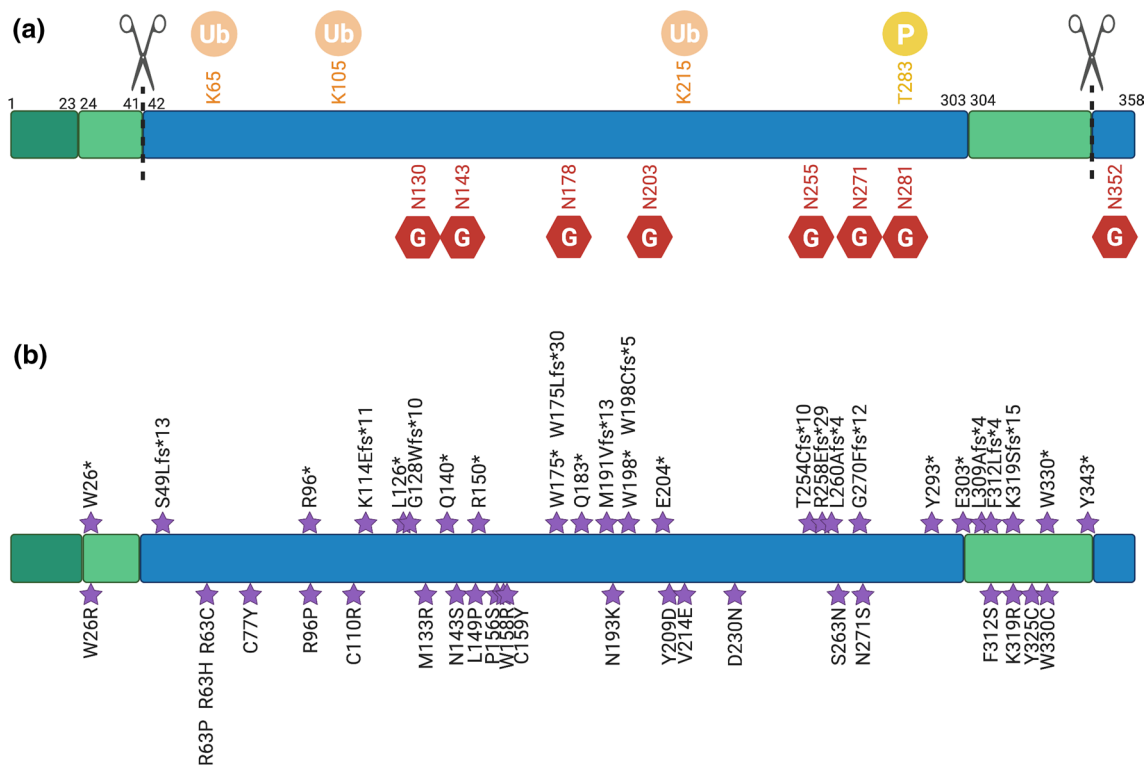 (a)
Ub Ub Ub P
K65 K105 K215 T283
1 23 24 41 42 303 304 358
N130 N143 N178 N203 N255 N271 N281 N352
G G G G G G G G
(b)
W26*
S49Lfs*13
R96*
K114Efs*11
L126*
G128Wfs*10
Q140*
R150*
W175* W175Lfs*30
Q183*
M191Vfs*13
W198* W198Cfs*5
E204*
T254Cfs*10
R258Efs*29
L260Afs*4
G270Ffs*12
Y293*
E303*
L309Afs*4
F312Lfs*4
K319Sfs*15
W330*
Y343*
W26R
R63P R63H R63C
C77Y
R96P
C110R
M133R
N143S
L149P
P156S
W158R
C159Y
N193K
Y209D
V214E
D230N
S263N
N271S
F312S
K319R
Y325C
W330C